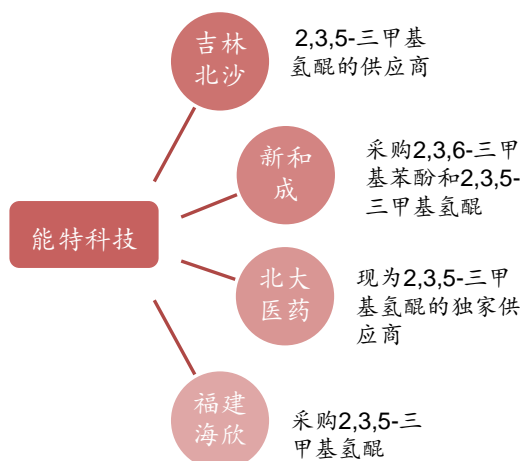 吉林
北沙
2,3,5-三甲基
氢醌的供应商
新和
成
采购2,3,6-三甲
基苯酚和2,3,5-
三甲基氢醌
能特科技
北大
医药
现为2,3,5-三甲
基氢醌的独家供
应商
福建
海欣
采购2,3,5-三
甲基氢醌